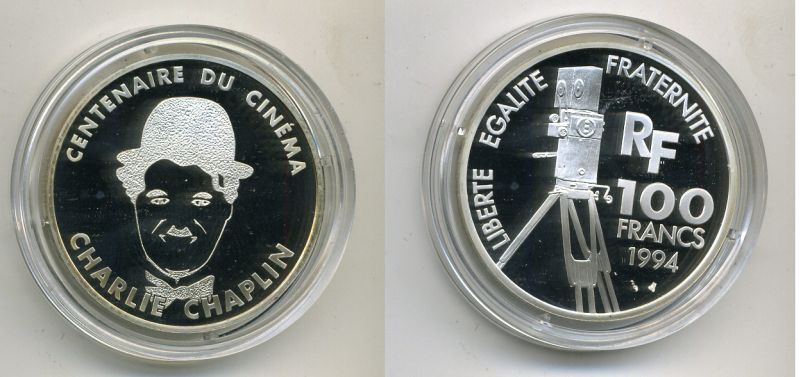 CENTENAIRE DU CINÉMA
CHARLIE CHAPLIN
LIBERTE EGALITE FRATERNITE
RF
100
FRANCS
1994